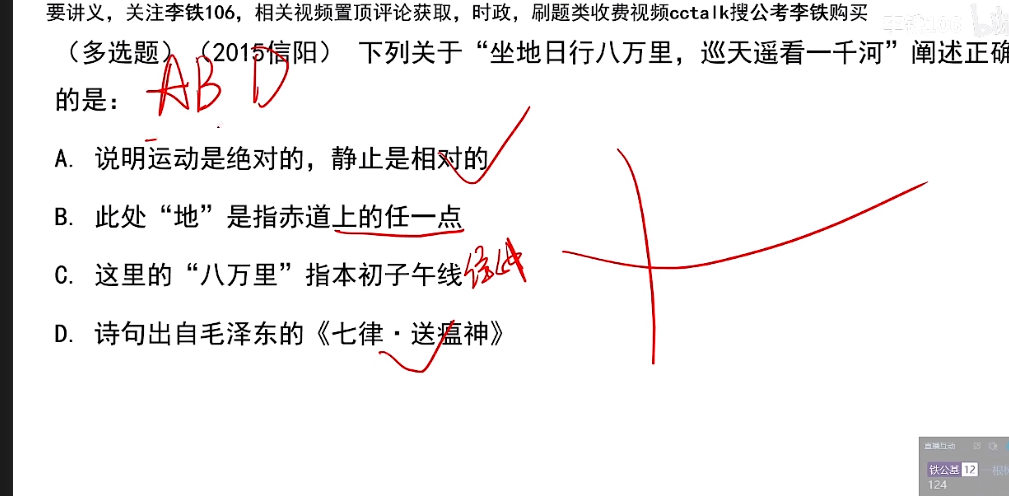 要讲义，关注李铁106，相关视频置顶评论获取，时政，刷题类收费视频cctalk搜公考李铁购买
（多选题）（2015信阳） 下列关于“坐地日行八万里，巡天遥看一千河”阐述正确
的是：
ABD
A. 说明运动是绝对的，静止是相对的
B. 此处“地”是指赤道上的任一点
C. 这里的“八万里”指本初子午线
D. 诗句出自毛泽东的《七律·送瘟神》
直播互动
铁公基 12
124